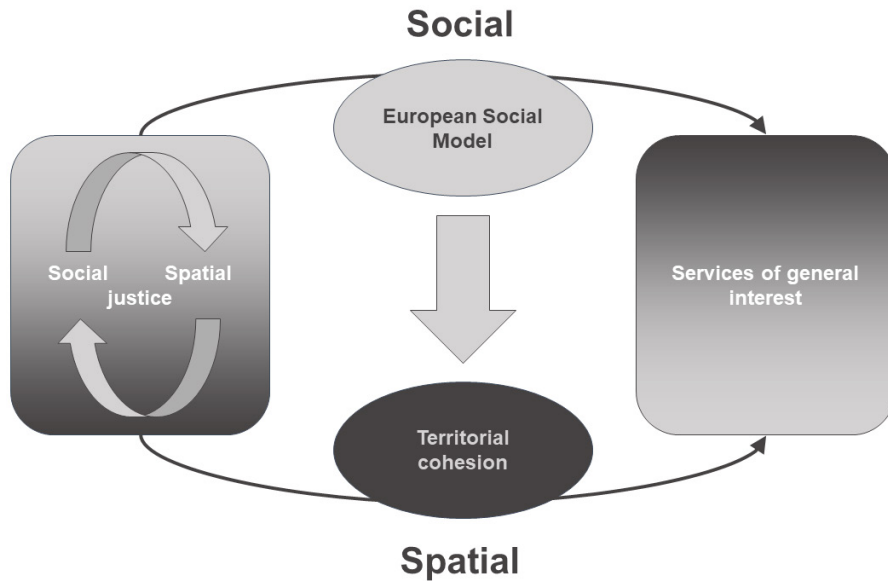 Social
European Social
Model
Social Spatial
justice
Services of general
interest
Territorial
cohesion
Spatial